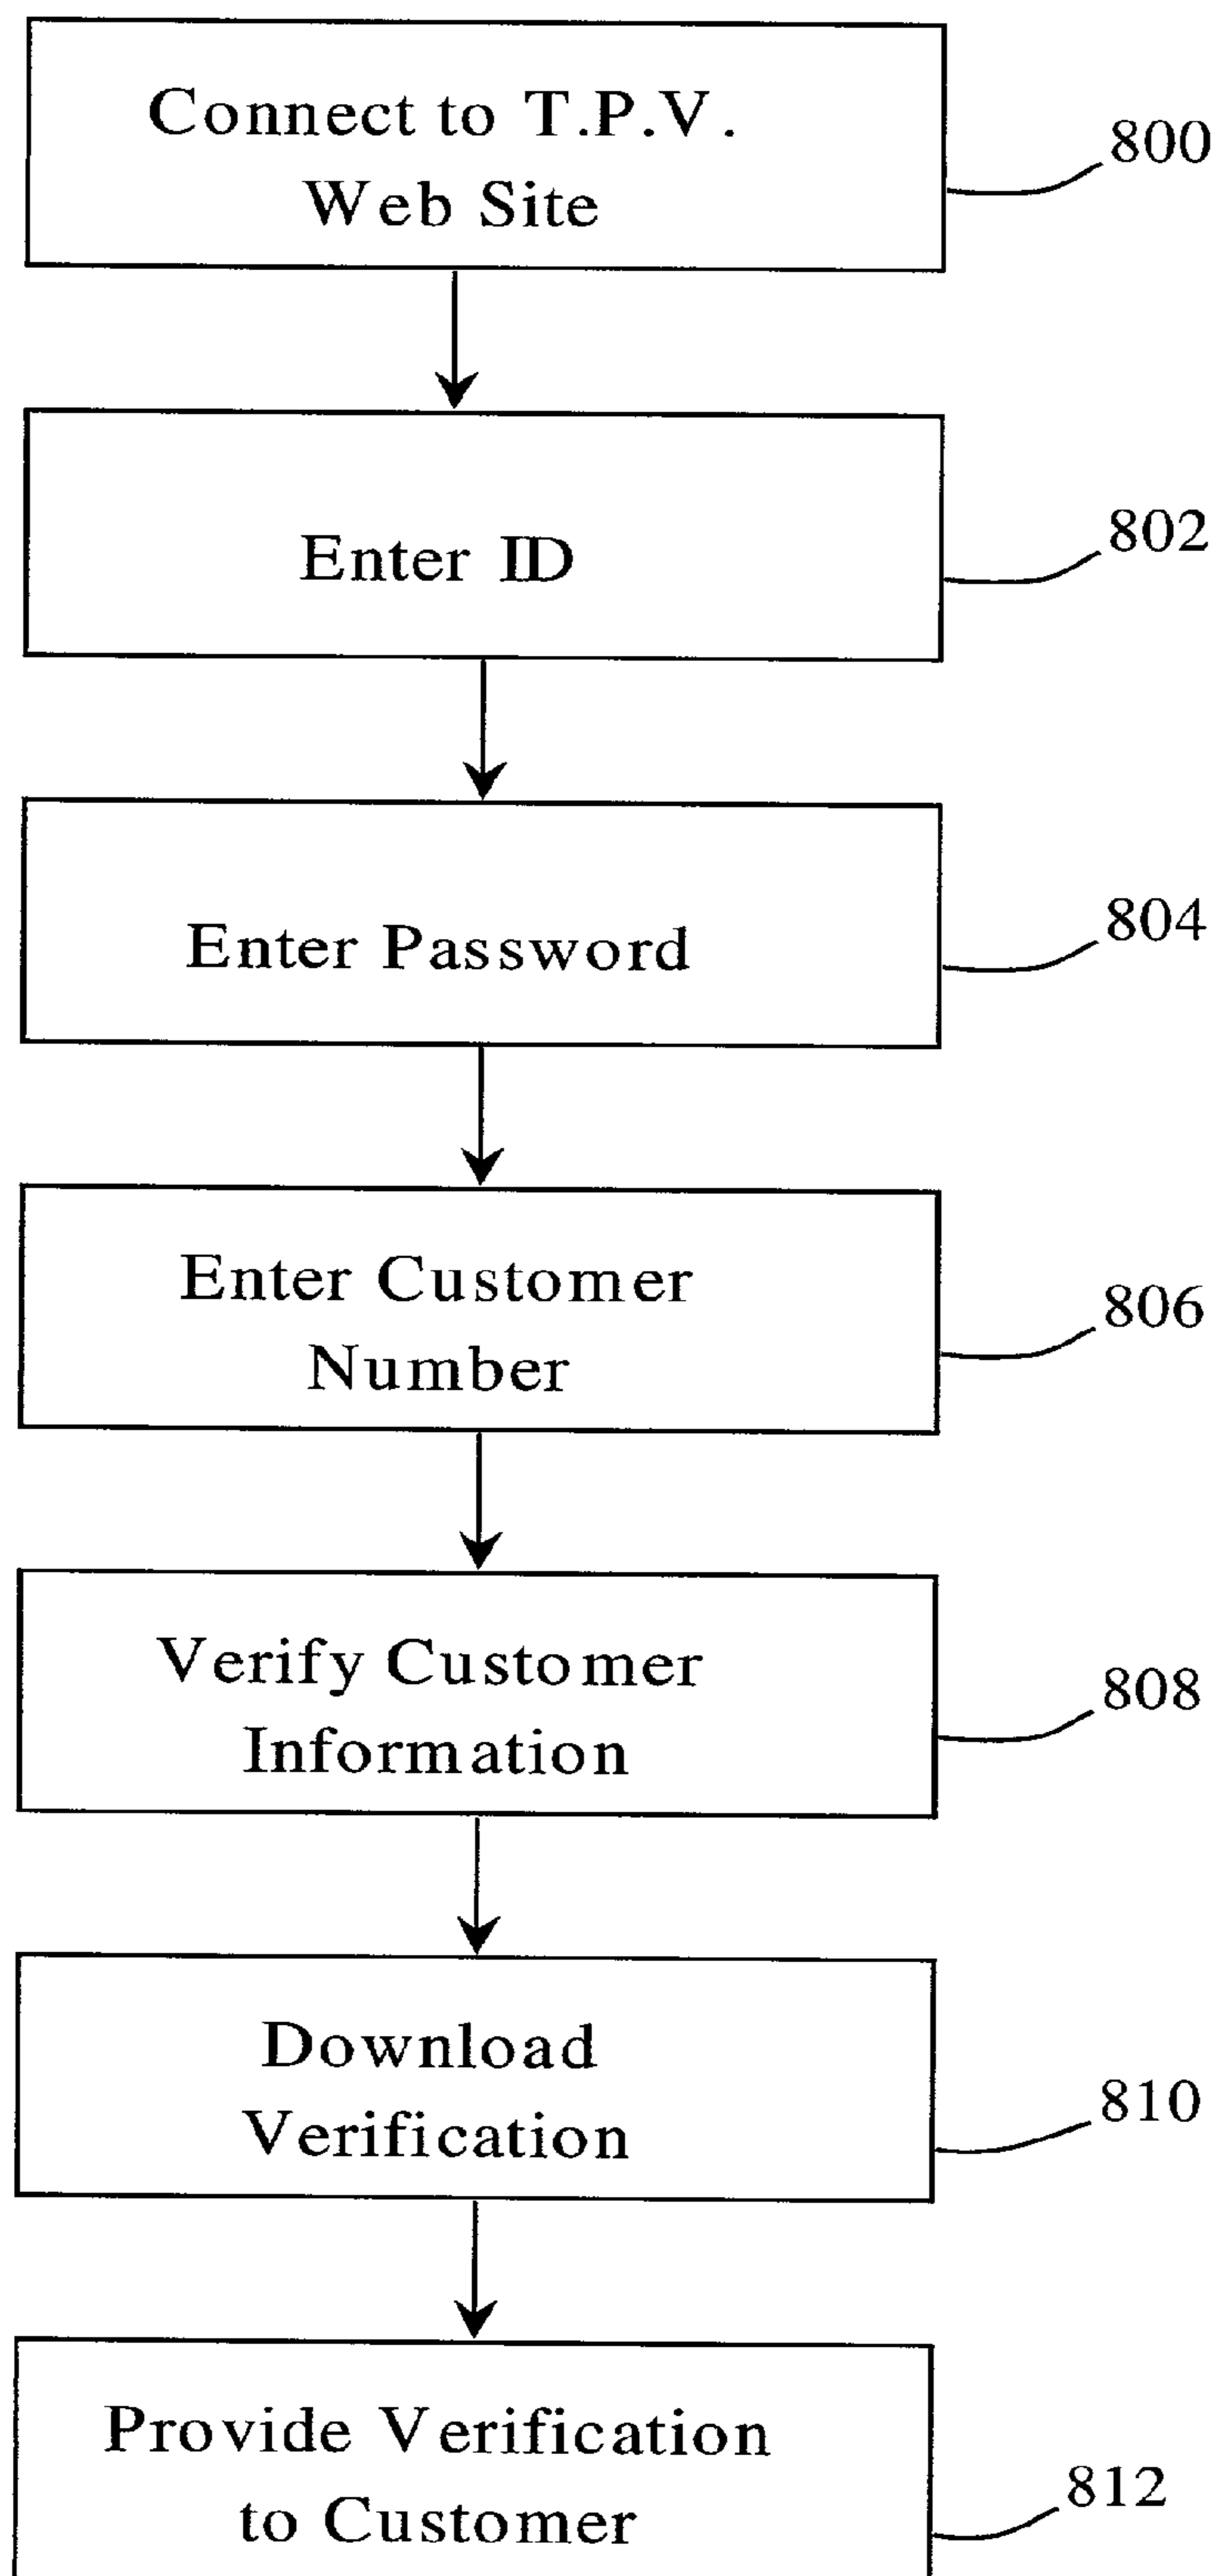 Connect to T.P.V.
Web Site
800
Enter ID
802
Enter Password
804
Enter Customer
Number
806
Verify Customer
Information
808
Download
Verification
810
Provide Verification
to Customer
812